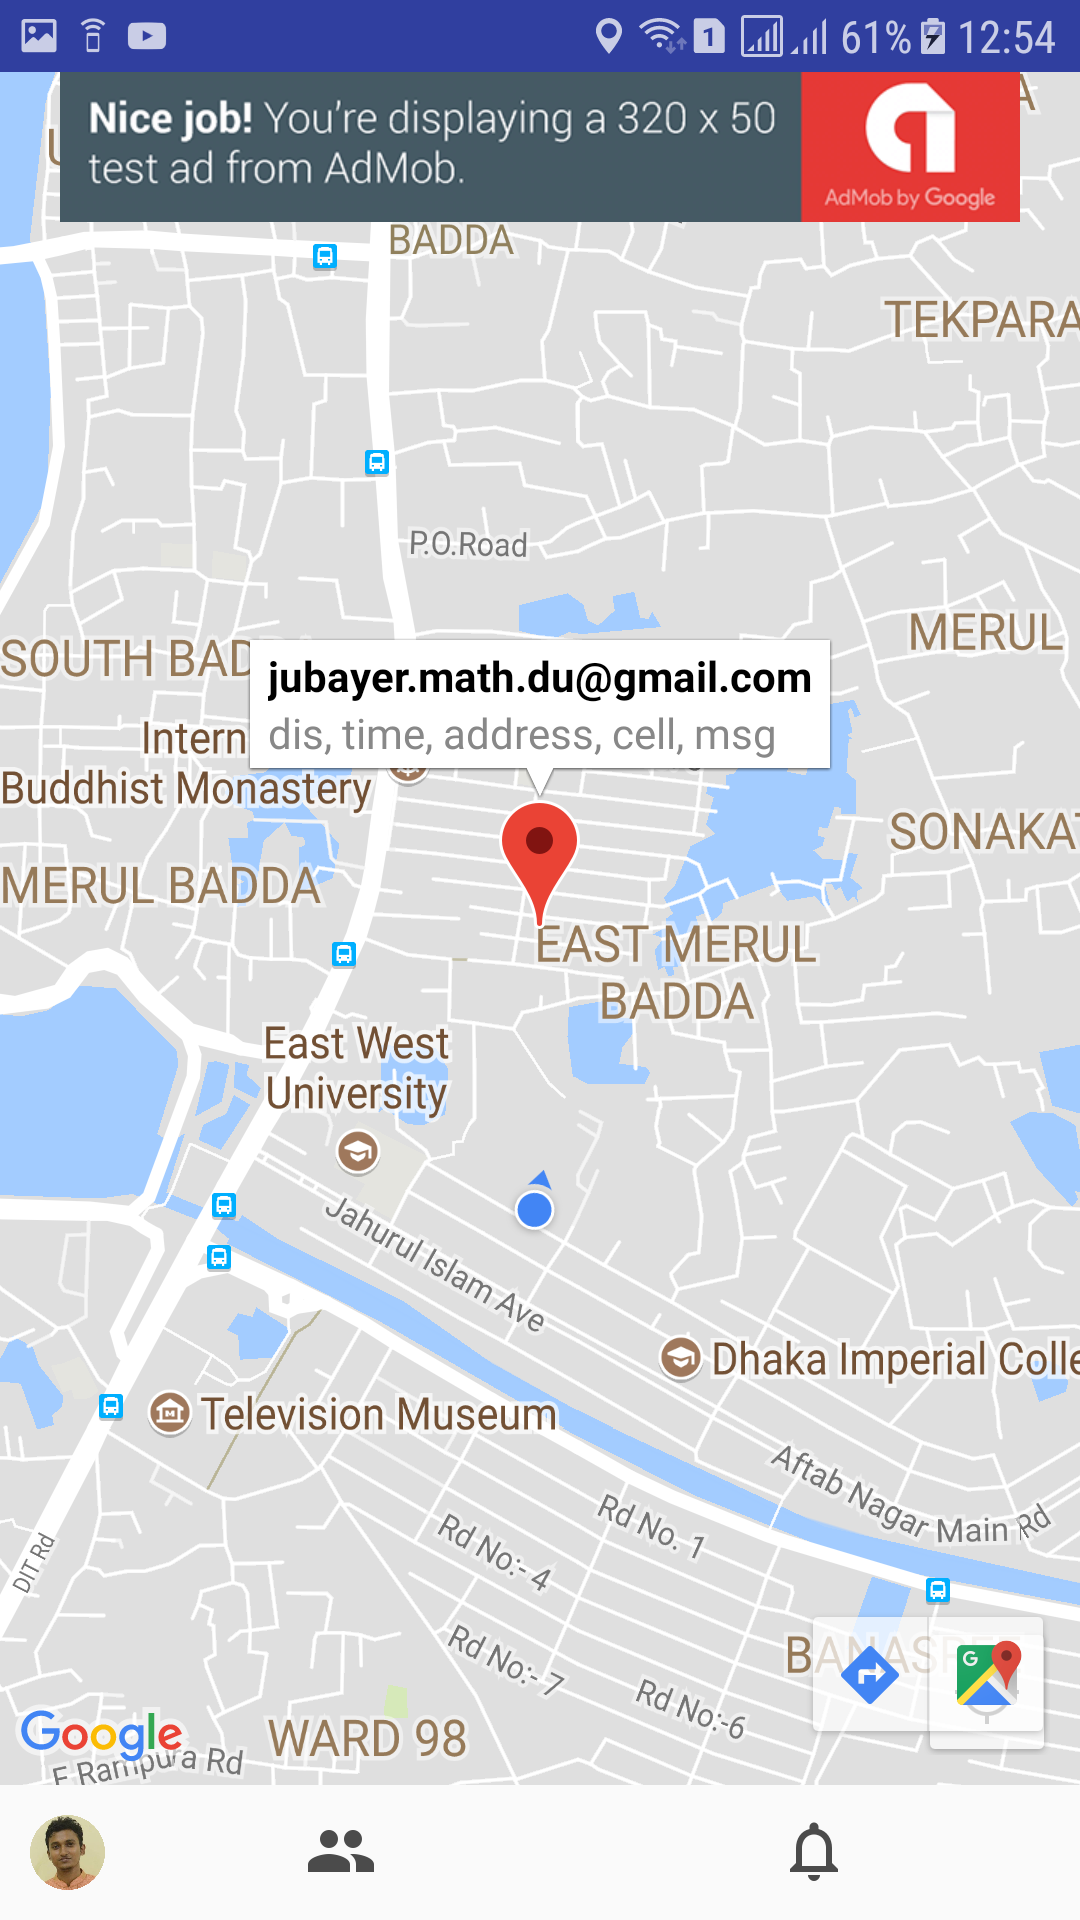 1 61% 12:54
Nice job! You're displaying a 320 x 50
test ad from AdMob.
AdMob by Google
BADDA
TEKPARA
P.O.Road
MERUL
SOUTH BAD
jubayer.math.du@gmail.com
dis, time, address, cell, msg
Intern
Buddhist Monastery
SONAKA
MERUL BADDA
EAST MERUL
BADDA
East West
University
Jahurul Islam Ave
Dhaka Imperial Colle
Television Museum
Aftab Nagar Main Rd
Rd No. 1
Rd No:- 4
DIT Rd
Rd No:- 7
Rd No:-6
BANASREE
G
Google
WARD 98
E Rampura Rd